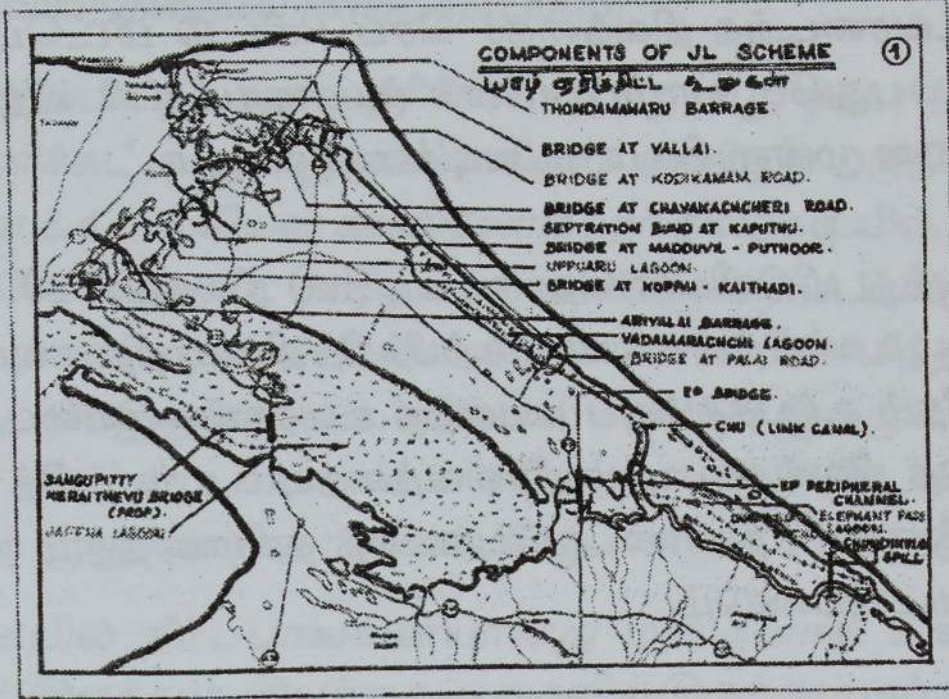 COMPONENTS OF JL SCHEME
1
யாழ்
THONDAMANARU BARRAGE.
BRIDGE AT VALLAI.
BRIDGE AT KODIKAMAM ROAD.
BRIDGE AT CHAVAKACHCHERI ROAD.
SEPTRATION BUND AT KAPUTHU.
BRIDGE AT MADDUVIL - PUTHOOR.
UPPUARU LAGOON.
BRIDGE AT KOPPAI - KAITHADI.
ARIYALAI BARRAGE.
VADAMARACHCHI LAGOON.
BRIDGE AT PALAI ROAD.
EP BRIDGE.
CHU (LINK CANAL).
SANGUPITTY
KERAITHEVU BRIDGE
(PROP)
JAFFNA LAGOON
EP PERIPHERAL
CHANNEL.
ELEPHANT PASS
LAGOON.
SPILL